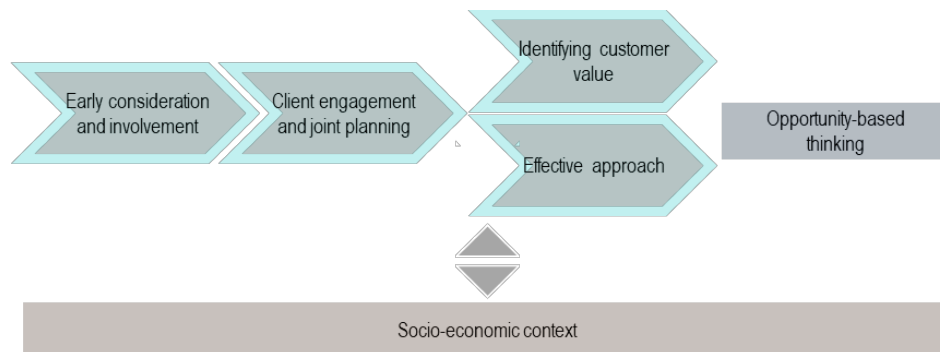 Early consideration
and involvement
Client engagement
and joint planning
Identifying customer
value
Effective approach
Opportunity-based
thinking
Socio-economic context